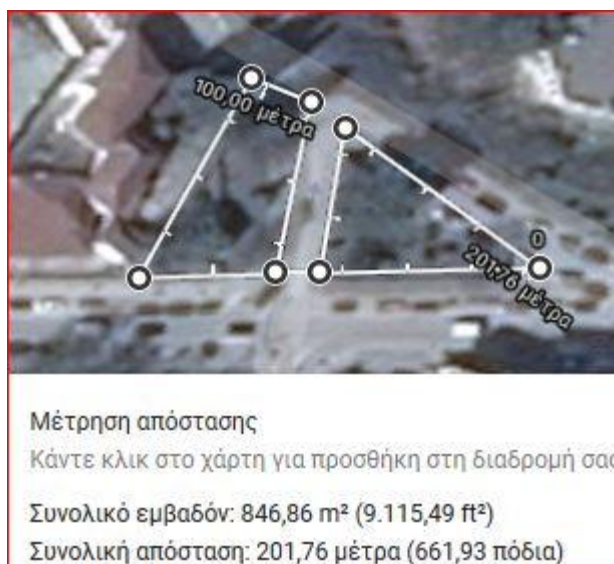 100,00 μέτρα
0
201,76 μέτρα
Μέτρηση απόστασης
Κάντε κλικ στο χάρτη για προσθήκη στη διαδρομή σας
Συνολικό εμβαδόν: 846,86 m² (9.115,49 ft²)
Συνολική απόσταση: 201,76 μέτρα (661,93 πόδια)